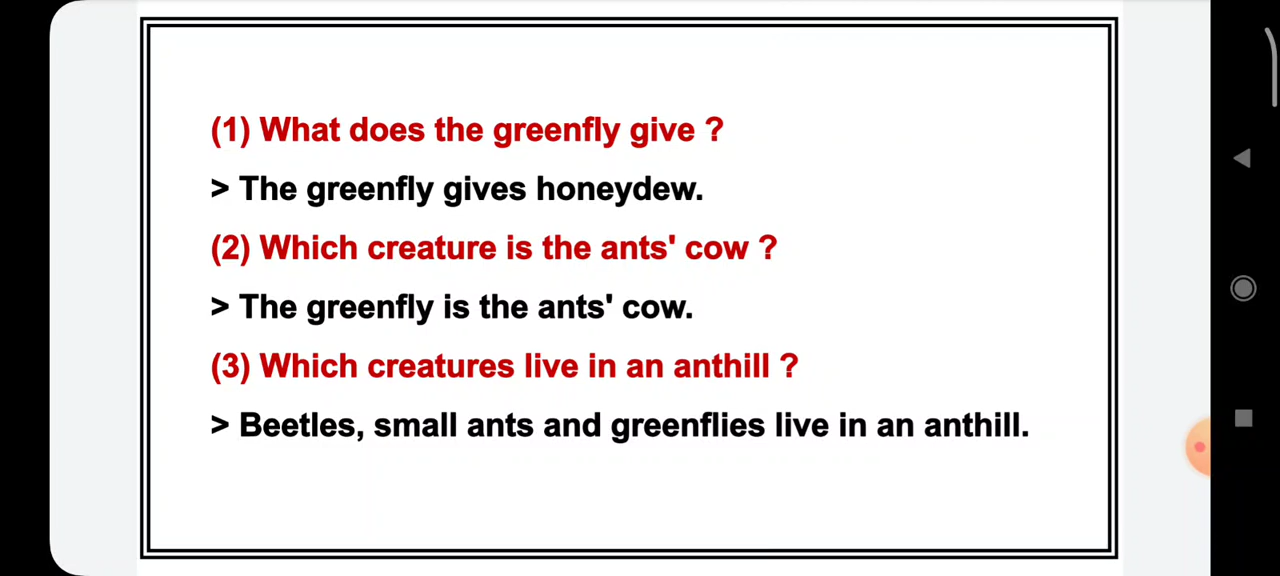 (1) What does the greenfly give ?
> The greenfly gives honeydew.
(2) Which creature is the ants' cow ?
> The greenfly is the ants' cow.
(3) Which creatures live in an anthill ?
> Beetles, small ants and greenflies live in an anthill.